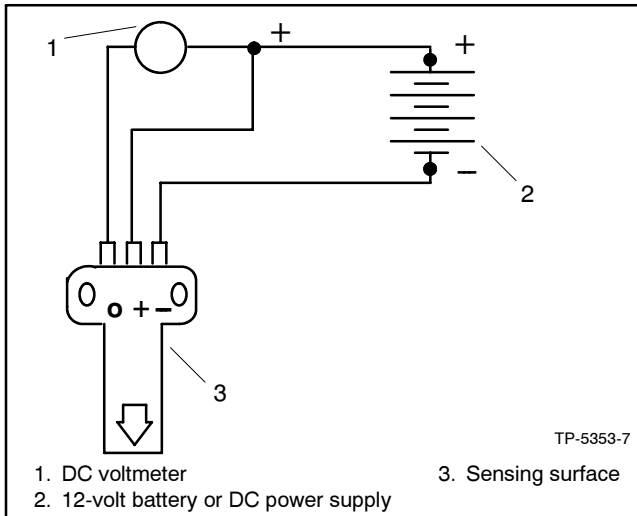 1
+
+
2
−
o + −
3
TP-5353-7
1. DC voltmeter
2. 12-volt battery or DC power supply
3. Sensing surface